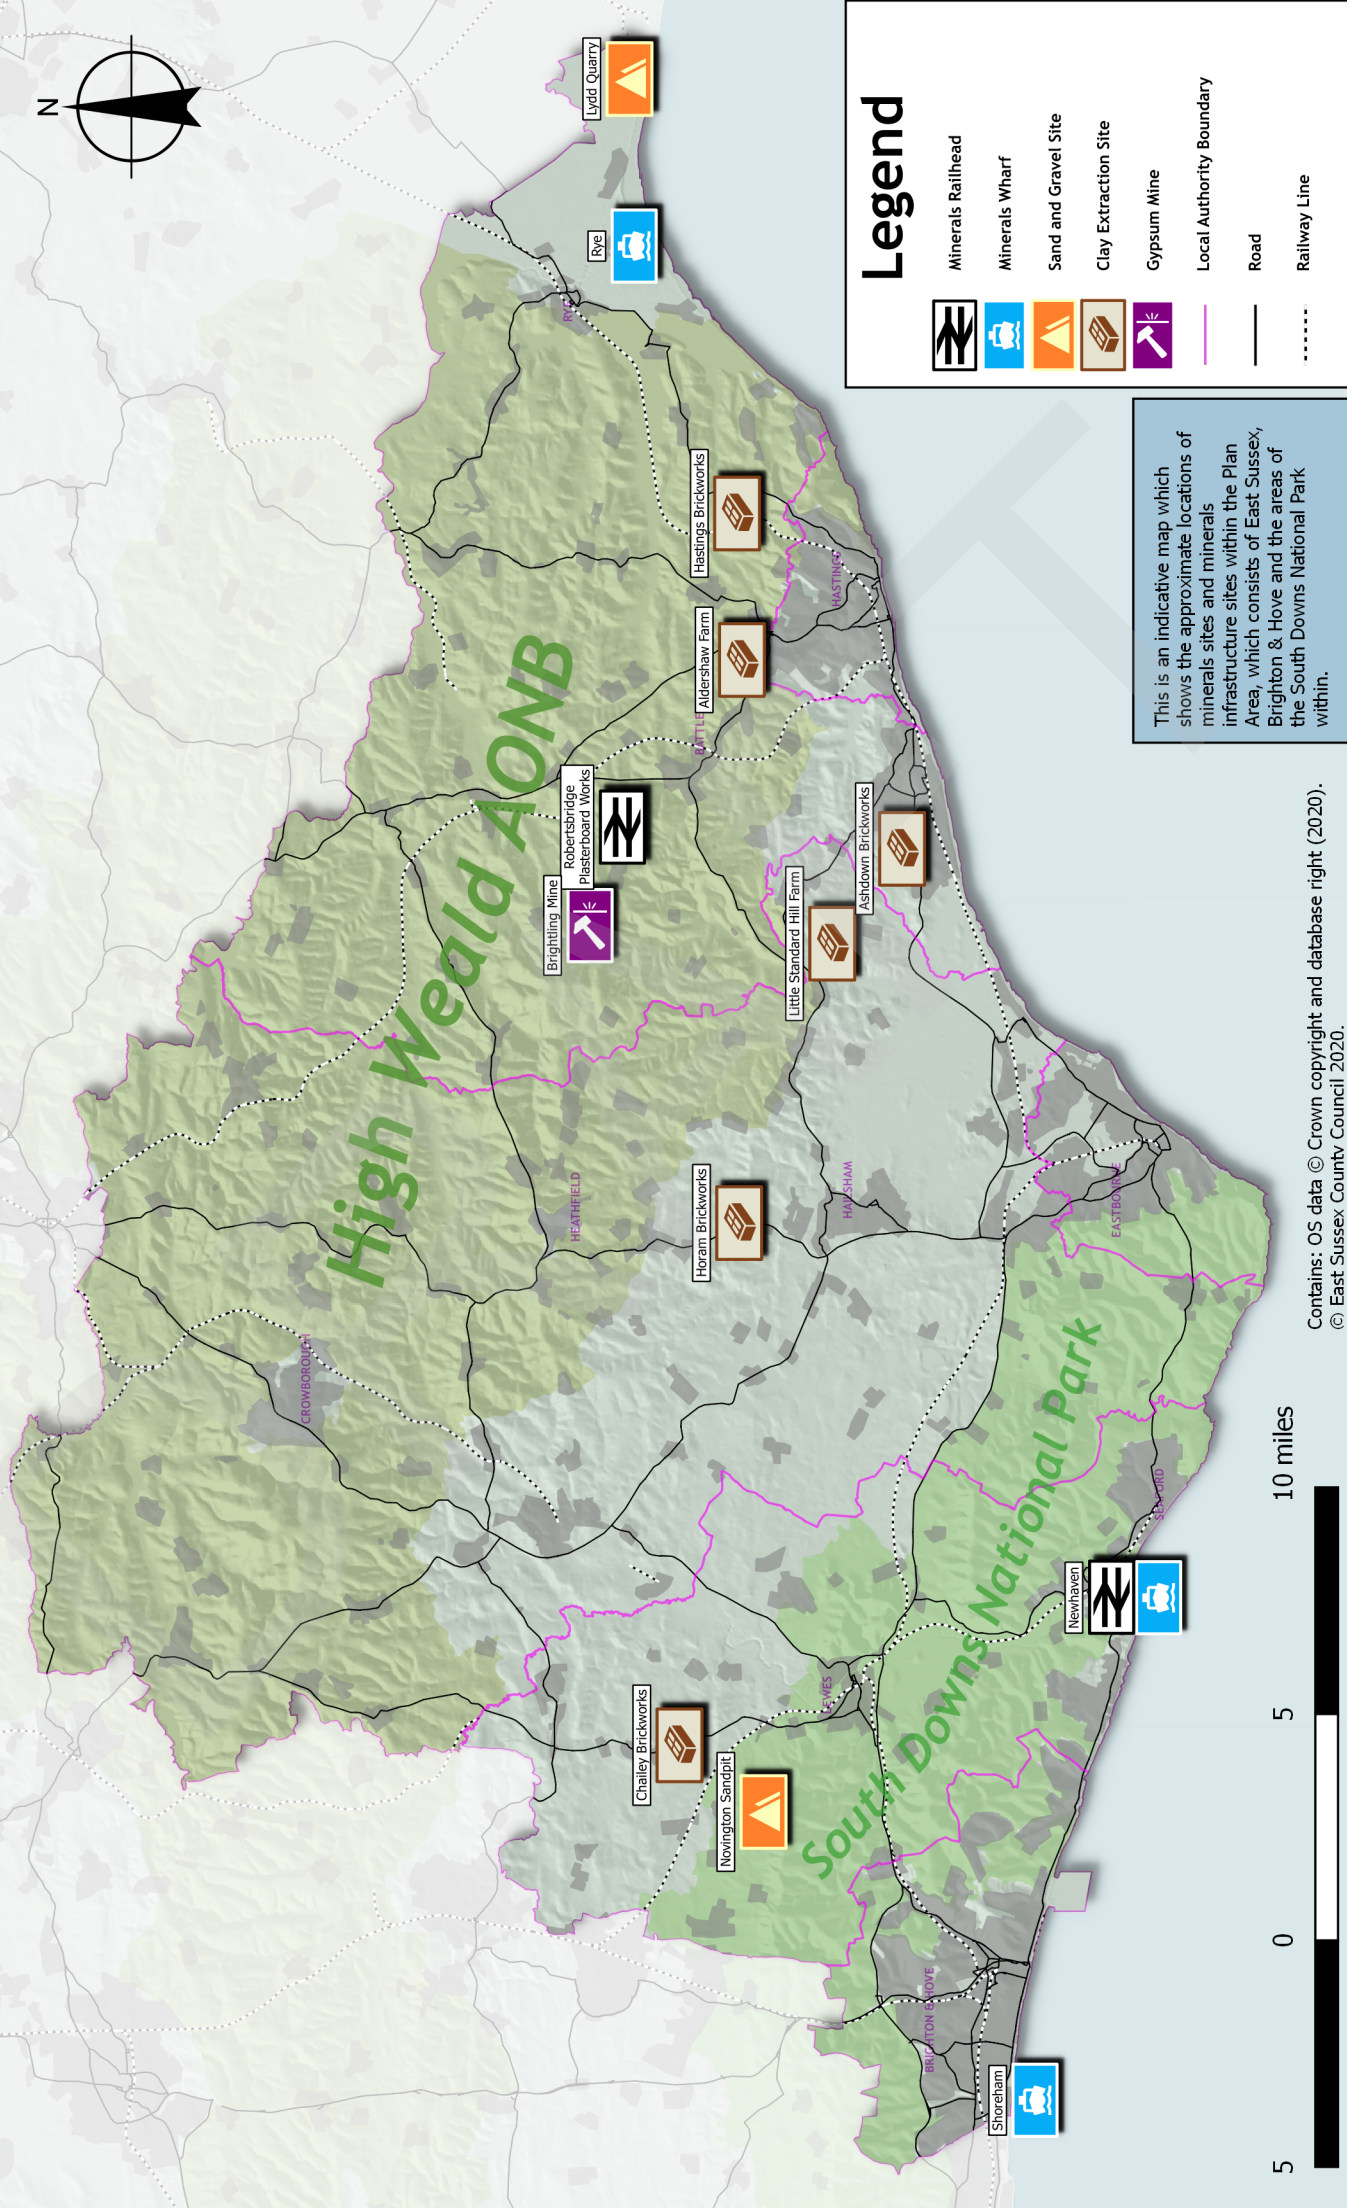 N
Lydd Quarry
Rye
RYE
Hastings Brickworks
HASTINGS
Aldershaw Farm
BATTLE
High Weald AONB
Robertsbridge
Plasterboard Works
Brightling Mine
Ashdown Brickworks
Little Standard Hill Farm
HEATHFIELD
Horam Brickworks
HAILSHAM
EASTBOURNE
CROWBOROUGH
South Downs National Park
SEAFORD
Newhaven
LEWES
Chailey Brickworks
Novington Sandpit
BRIGHTON & HOVE
Shoreham
Legend
Minerals Railhead
Minerals Wharf
Sand and Gravel Site
Clay Extraction Site
Gypsum Mine
Local Authority Boundary
Road
Railway Line
This is an indicative map which
shows the approximate locations of
minerals sites and minerals
infrastructure sites within the Plan
Area, which consists of East Sussex,
Brighton & Hove and the areas of
the South Downs National Park
within.
Contains: OS data © Crown copyright and database right (2020).
© East Sussex County Council 2020.
5 0 5 10 miles